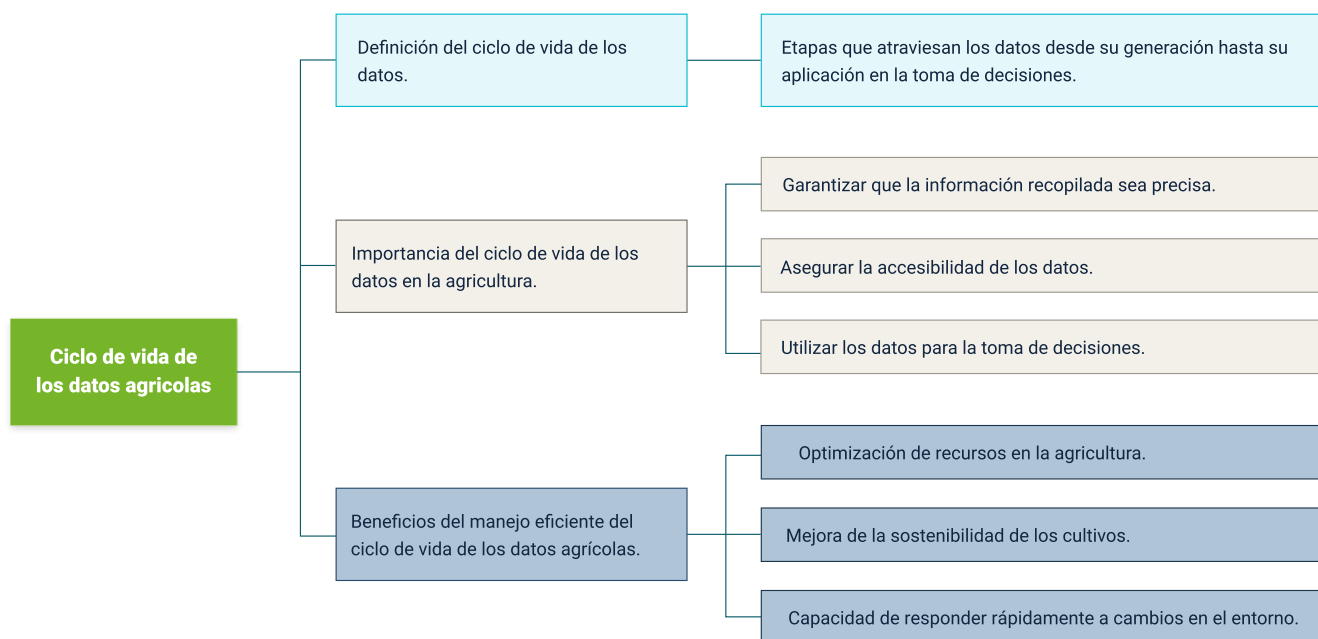 Ciclo de vida de
los datos agricolas
Definición del ciclo de vida de los
datos.
Etapas que atraviesan los datos desde su generación hasta su
aplicación en la toma de decisiones.
Importancia del ciclo de vida de los
datos en la agricultura.
Garantizar que la información recopilada sea precisa.
Asegurar la accesibilidad de los datos.
Utilizar los datos para la toma de decisiones.
Beneficios del manejo eficiente del
ciclo de vida de los datos agrícolas.
Optimización de recursos en la agricultura.
Mejora de la sostenibilidad de los cultivos.
Capacidad de responder rápidamente a cambios en el entorno.